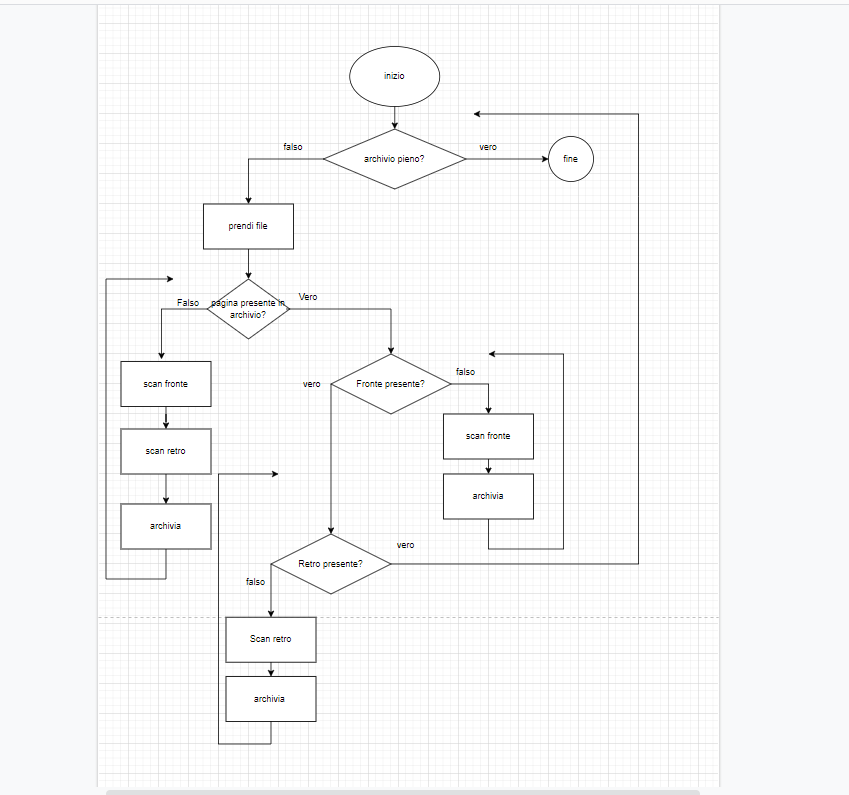 inizio
falso
archivio pieno?
vero
fine
prendi file
Falso
pagina presente in
archivio?
Vero
scan fronte
vero
Fronte presente?
falso
scan retro
scan fronte
archivia
archivia
vero
Retro presente?
falso
Scan retro
archivia